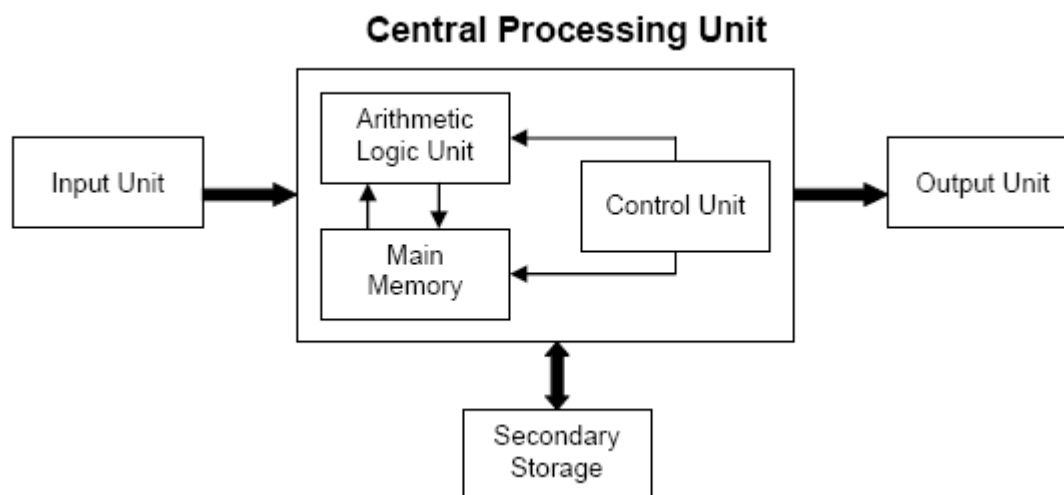 Central Processing Unit
Arithmetic
Logic Unit
Input Unit
Control Unit
Output Unit
Main
Memory
Secondary
Storage